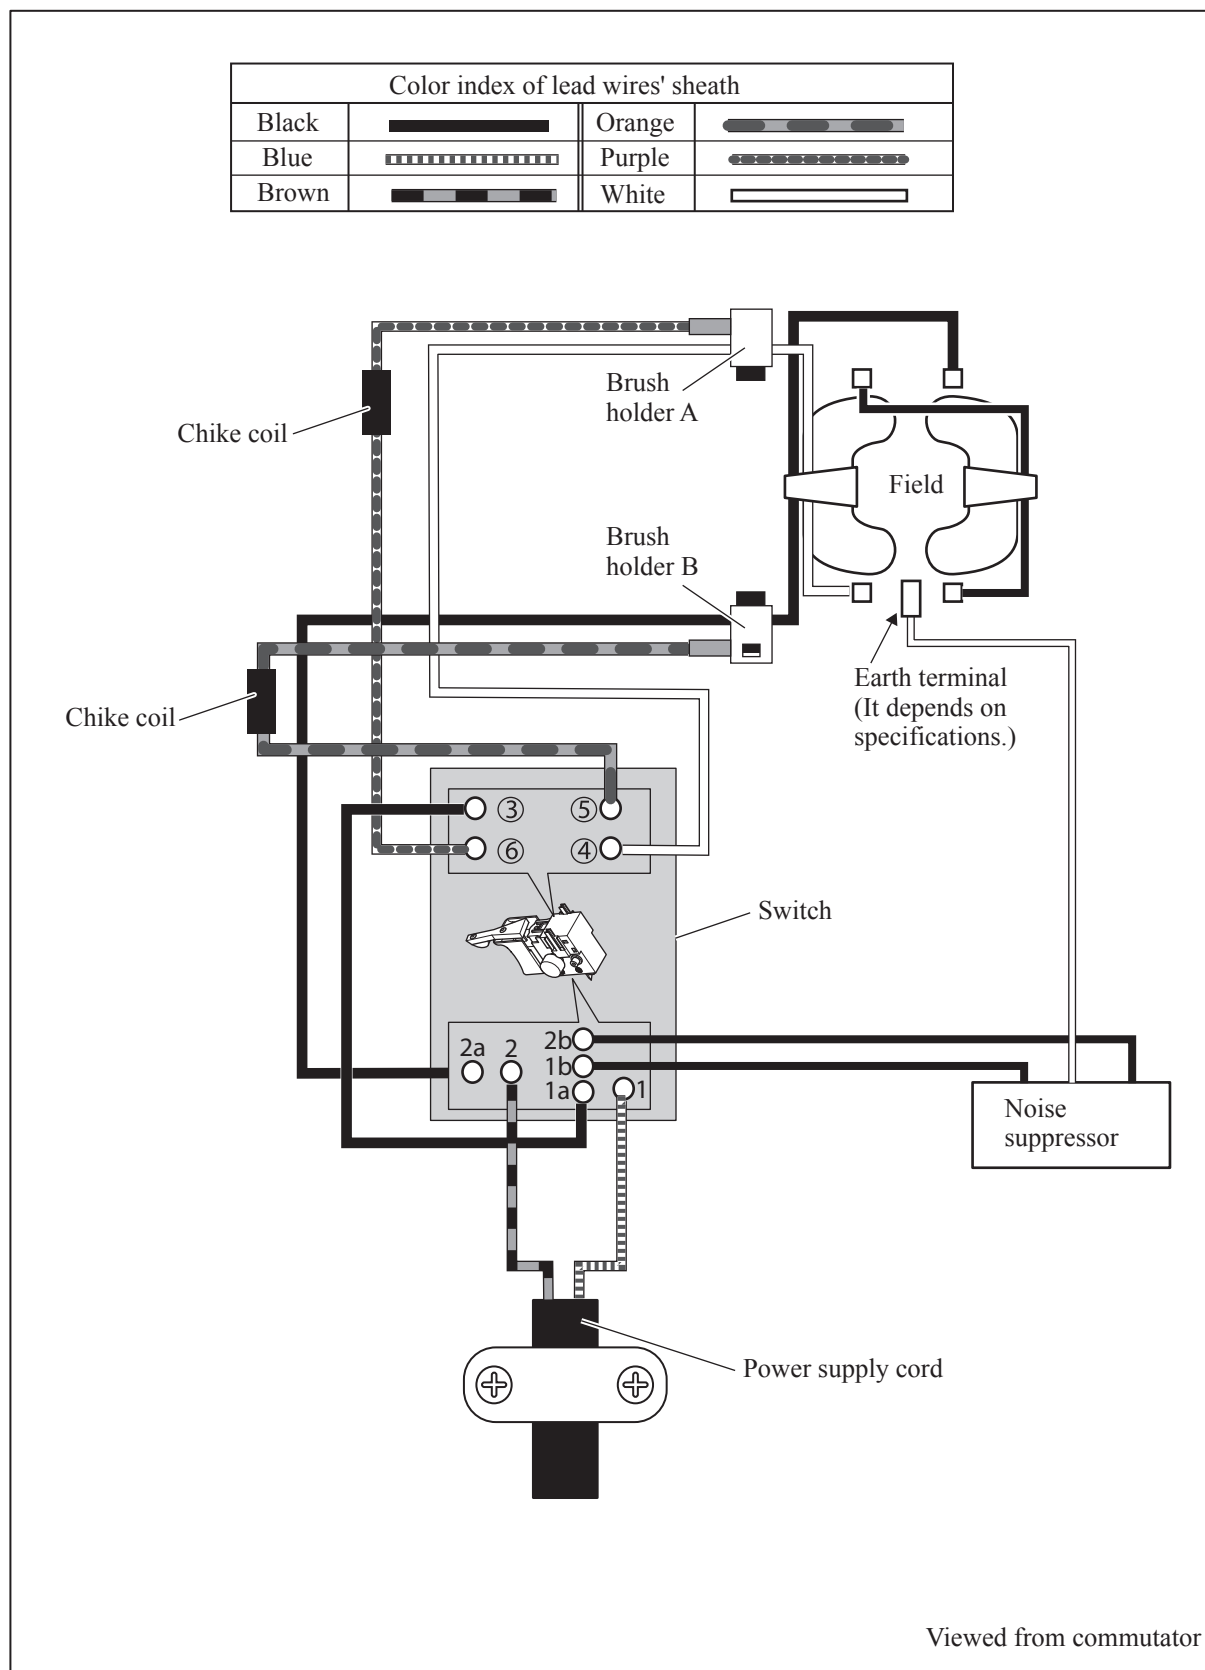 Color index of lead wires' sheath
Black
Orange
Blue
Purple
Brown
White
Brush
holder A
Chike coil
Field
Brush
holder B
Earth terminal
(It depends on
specifications.)
Chike coil
③ ⑤
⑥ ④
Switch
2a 2 2b
1b
1a 1
Noise
suppressor
Power supply cord
Viewed from commutator